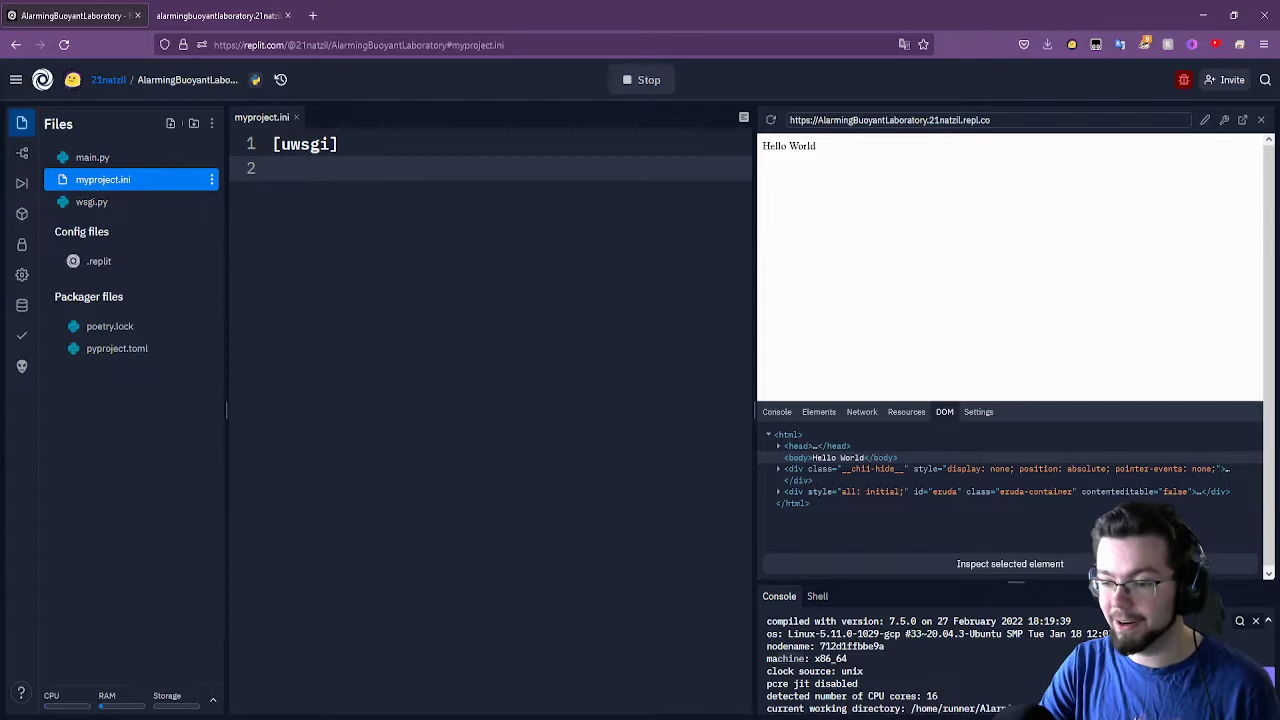 AlarmingBuoyantLaboratory - F
alarmingbuoyantlaboratory.21natzil
https://replit.com/@21natzil/AlarmingBuoyantLaboratory#myproject.ini
21natzil / AlarmingBuoyantLabo...
Stop
Invite
Files
main.py
myproject.ini
wsgi.py
Config files
.replit
Packager files
poetry.lock
pyproject.toml
CPU RAM Storage
myproject.ini
1 [uwsgi]
2
https://AlarmingBuoyantLaboratory.21natzil.repl.co
Hello World
Console Elements Network Resources DOM Settings
<html>
<head>…</head>
<body>Hello World</body>
<div class="__chii-hide__" style="display: none; position: absolute; pointer-events: none;">…
</div>
<div style="all: initial;" id="eruda" class="eruda-container" contenteditable="false">…</div>
</html>
Inspect selected element
Console Shell
compiled with version: 7.5.0 on 27 February 2022 18:19:39
os: Linux-5.11.0-1029-gcp #33~20.04.3-Ubuntu SMP Tue Jan 18 12:0
nodename: 712d1ffbbe9a
machine: x86_64
clock source: unix
pcre jit disabled
detected number of CPU cores: 16
current working directory: /home/runner/Alarmi